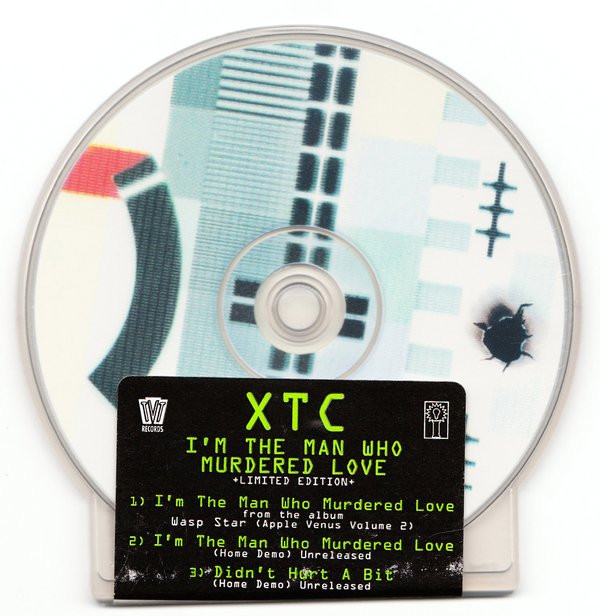 TVT
RECORDS
XTC
I'M THE MAN WHO
MURDERED LOVE
+LIMITED EDITION+
1) I'm The Man Who Murdered Love
from the album
Wasp Star (Apple Venus Volume 2)
2) I'm The Man Who Murdered Love
(Home Demo) Unreleased
3) Didn't Hurt A Bit
(Home Demo) Unreleased